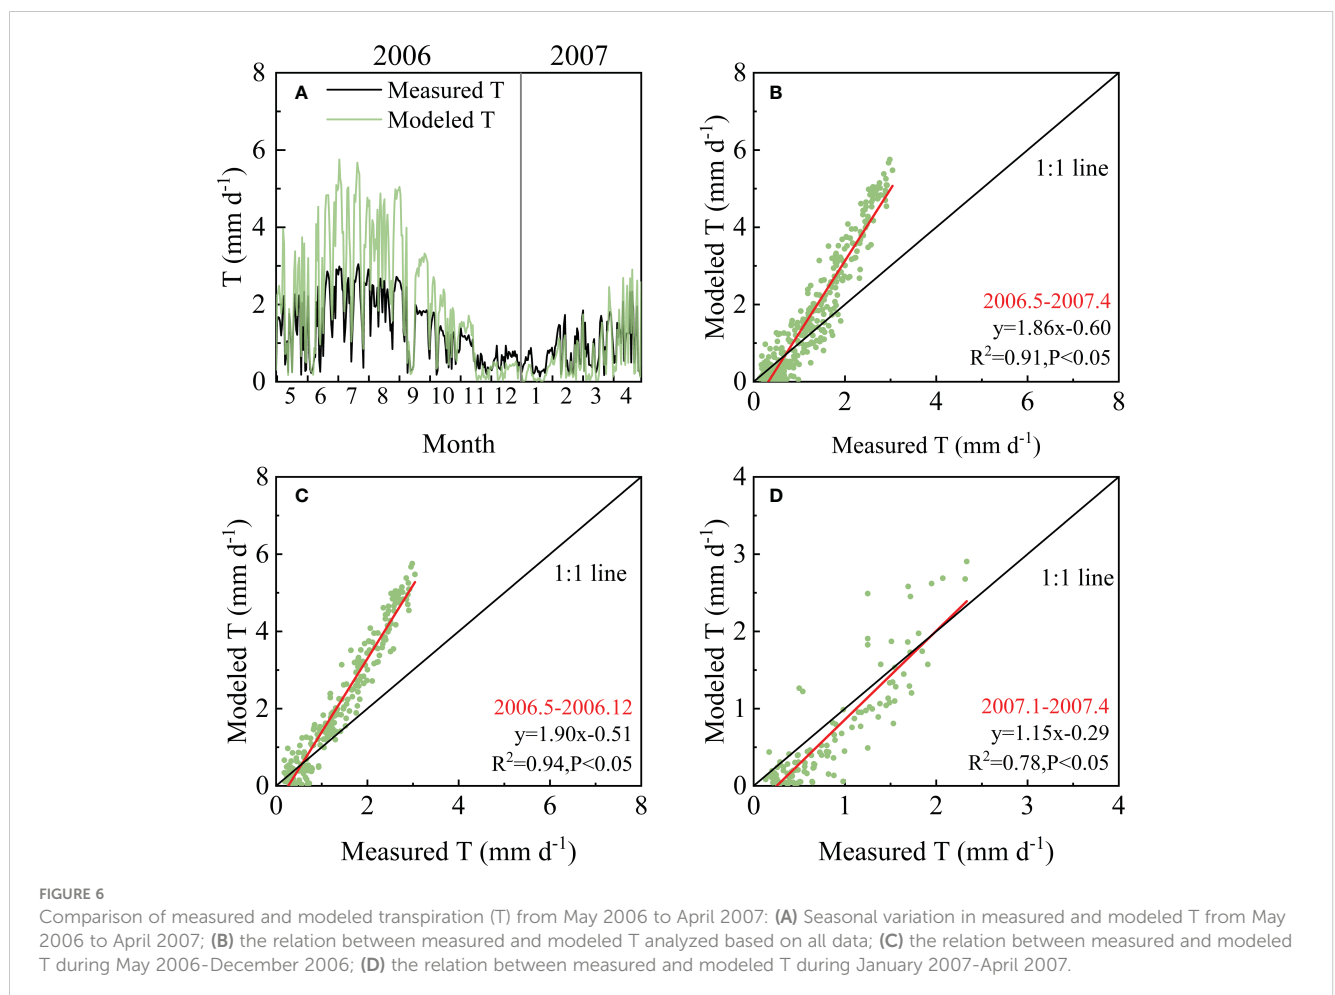 2006 2007
A
Measured T
Modeled T
8
6
4
2
0
T (mm d-1)
5 6 7 8 9 10 11 12 1 2 3 4
Month
B
8
6
4
2
0
Modeled T (mm d-1)
1:1 line
2006.5-2007.4
y=1.86x-0.60
R2=0.91,P<0.05
0 2 4 6 8
Measured T (mm d-1)
C
8
6
4
2
0
Modeled T (mm d-1)
1:1 line
2006.5-2006.12
y=1.90x-0.51
R2=0.94,P<0.05
0 2 4 6 8
Measured T (mm d-1)
D
4
3
2
1
0
Modeled T (mm d-1)
1:1 line
2007.1-2007.4
y=1.15x-0.29
R2=0.78,P<0.05
0 1 2 3 4
Measured T (mm d-1)
FIGURE 6
Comparison of measured and modeled transpiration (T) from May 2006 to April 2007: (A) Seasonal variation in measured and modeled T from May
2006 to April 2007; (B) the relation between measured and modeled T analyzed based on all data; (C) the relation between measured and modeled
T during May 2006-December 2006; (D) the relation between measured and modeled T during January 2007-April 2007.